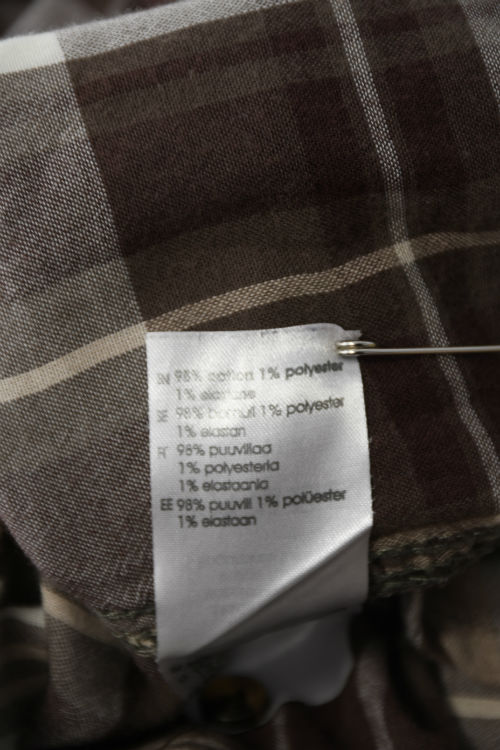 98% cotton 1% polyester
1% elastane
SE 98% bomull 1% polyester
1% elastan
98% puuvillaa
1% polyesteria
1% elastaania
EE 98% puuvill 1% polüester
1% elastaan